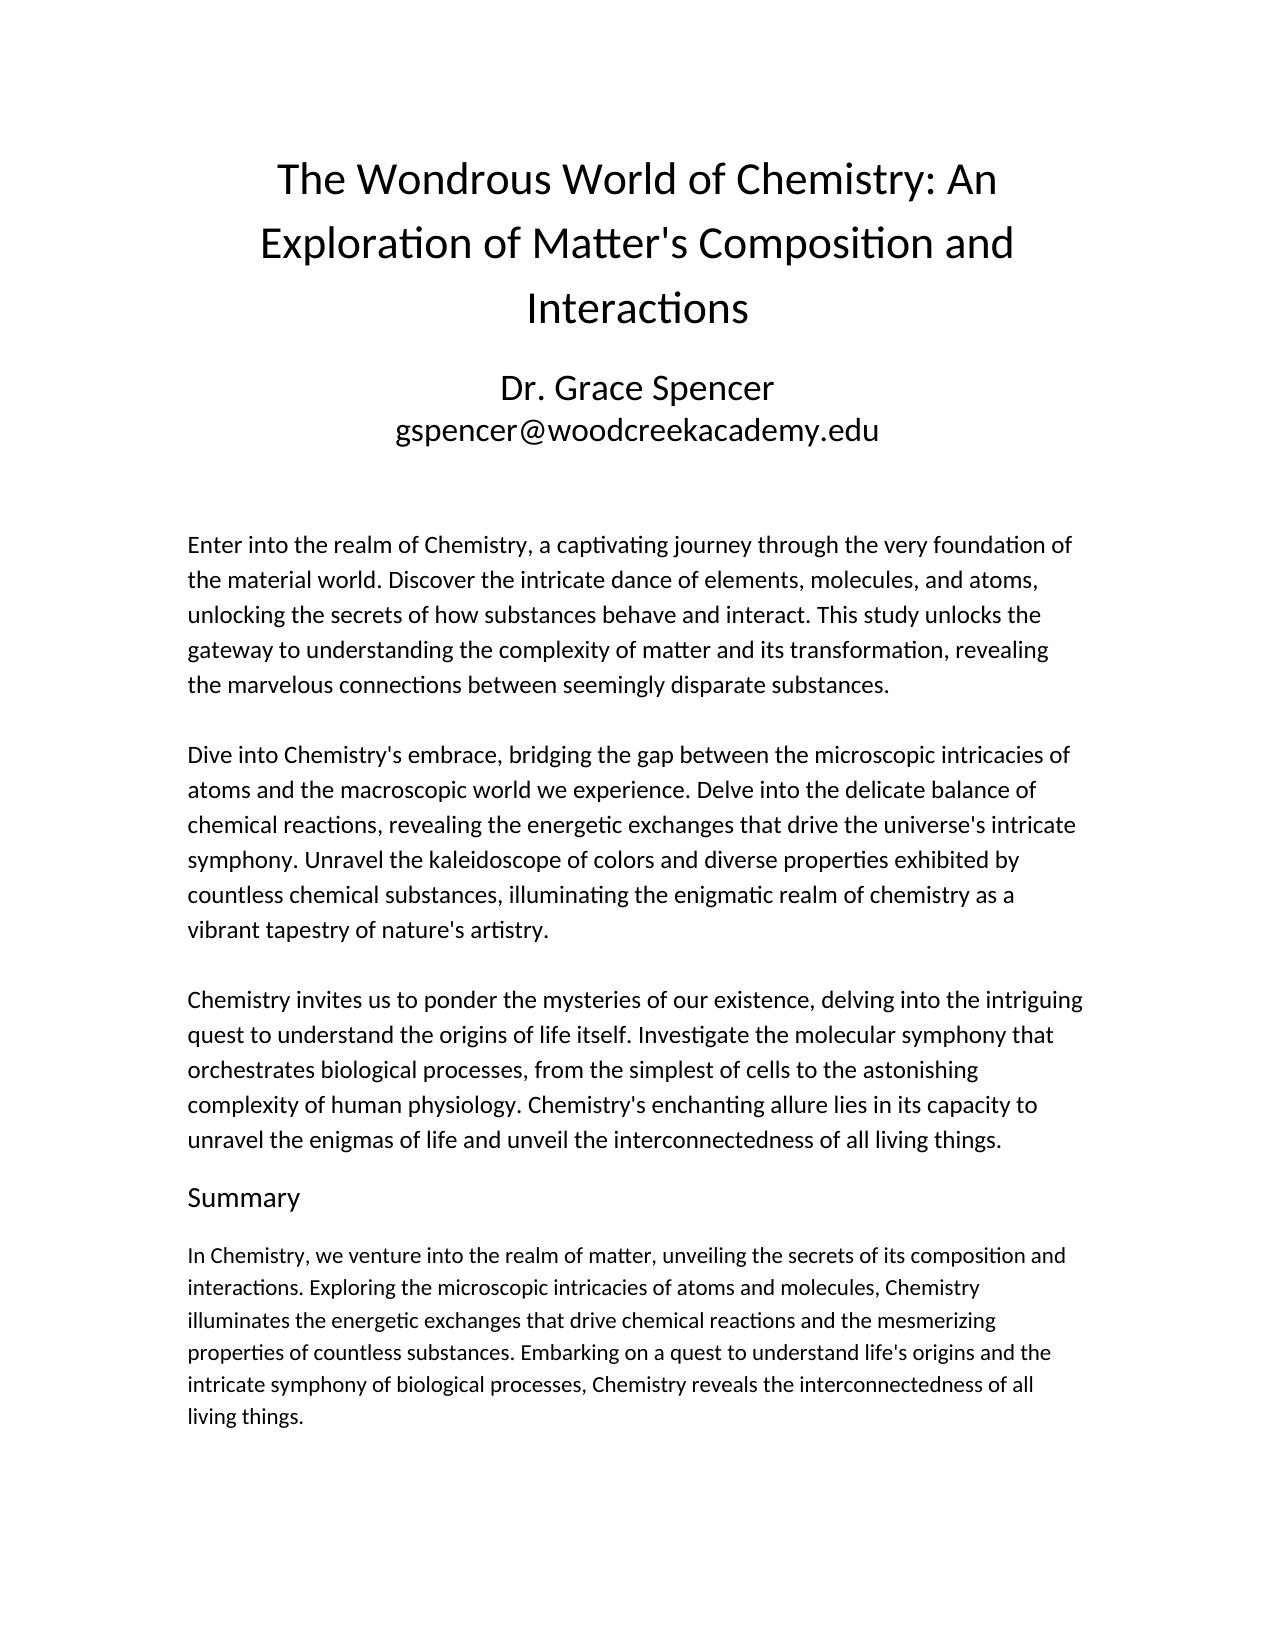 The Wondrous World of Chemistry: An
Exploration of Matter's Composition and
Interactions
Dr. Grace Spencer
gspencer@woodcreekacademy.edu
Enter into the realm of Chemistry, a captivating journey through the very foundation of
the material world. Discover the intricate dance of elements, molecules, and atoms,
unlocking the secrets of how substances behave and interact. This study unlocks the
gateway to understanding the complexity of matter and its transformation, revealing
the marvelous connections between seemingly disparate substances.
Dive into Chemistry's embrace, bridging the gap between the microscopic intricacies of
atoms and the macroscopic world we experience. Delve into the delicate balance of
chemical reactions, revealing the energetic exchanges that drive the universe's intricate
symphony. Unravel the kaleidoscope of colors and diverse properties exhibited by
countless chemical substances, illuminating the enigmatic realm of chemistry as a
vibrant tapestry of nature's artistry.
Chemistry invites us to ponder the mysteries of our existence, delving into the intriguing
quest to understand the origins of life itself. Investigate the molecular symphony that
orchestrates biological processes, from the simplest of cells to the astonishing
complexity of human physiology. Chemistry's enchanting allure lies in its capacity to
unravel the enigmas of life and unveil the interconnectedness of all living things.
Summary
In Chemistry, we venture into the realm of matter, unveiling the secrets of its composition and
interactions. Exploring the microscopic intricacies of atoms and molecules, Chemistry
illuminates the energetic exchanges that drive chemical reactions and the mesmerizing
properties of countless substances. Embarking on a quest to understand life's origins and the
intricate symphony of biological processes, Chemistry reveals the interconnectedness of all
living things.